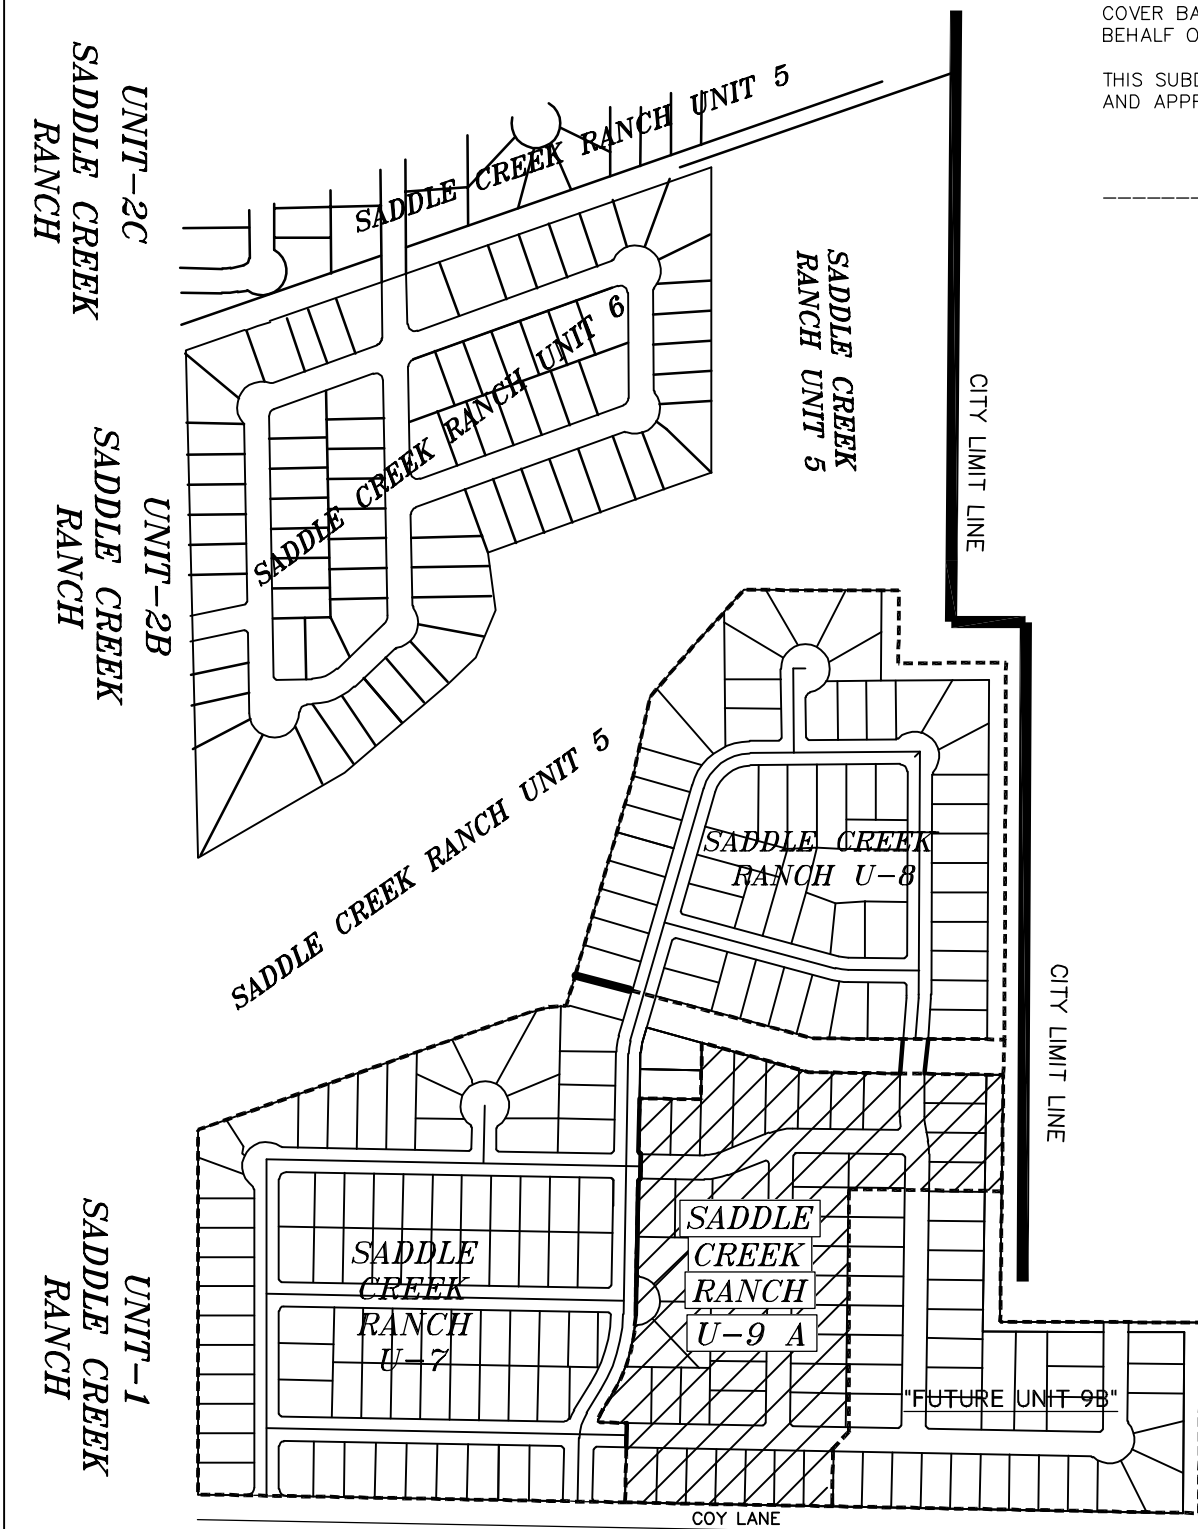 COVER BA
BEHALF O
THIS SUBD
AND APPR
UNIT-2C
SADDLE CREEK
RANCH
SADDLE CREEK RANCH UNIT 5
SADDLE CREEK
RANCH UNIT 5
CITY LIMIT LINE
SADDLE CREEK RANCH UNIT 6
UNIT-2B
SADDLE CREEK
RANCH
SADDLE CREEK RANCH UNIT 5
SADDLE CREEK
RANCH U-8
CITY LIMIT LINE
UNIT-1
SADDLE CREEK
RANCH
SADDLE
CREEK
RANCH
U-7
SADDLE
CREEK
RANCH
U-9 A
"FUTURE UNIT 9B"
COY LANE